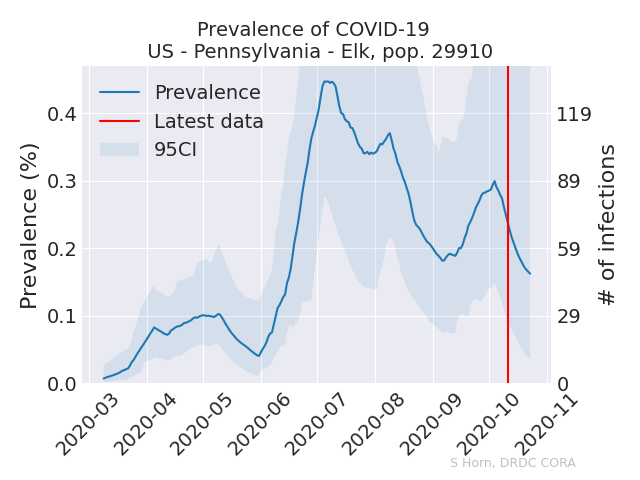 Prevalence of COVID-19
US - Pennsylvania - Elk, pop. 29910
Prevalence
Latest data
95CI
Prevalence (%)
0.4
0.3
0.2
0.1
0.0
119
89
59
29
0
# of infections
2020-03
2020-04
2020-05
2020-06
2020-07
2020-08
2020-09
2020-10
2020-11
S Horn, DRDC CORA